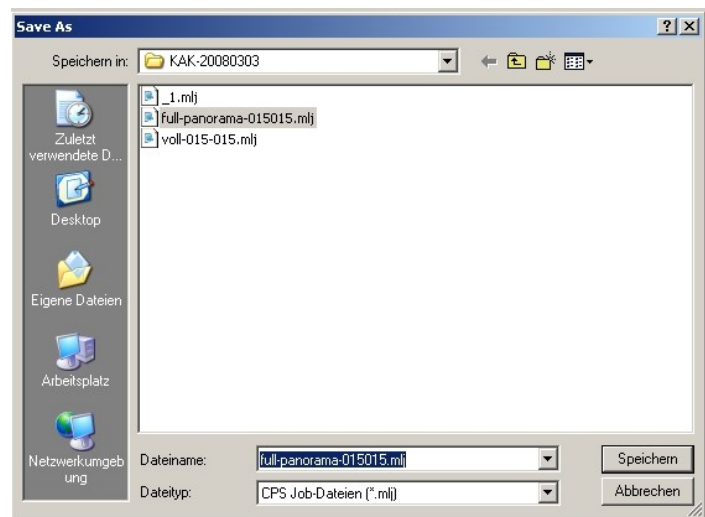 Save As
Speichern in:
KAK-20080303
_1.mlj
full-panorama-015015.mlj
voll-015-015.mlj
Zuletzt
verwendete D...
Desktop
Eigene Dateien
Arbeitsplatz
Netzwerkumgeb
ung
Dateiname:
full-panorama-015015.mlj
Speichern
Dateityp:
CPS Job-Dateien (*.mlj)
Abbrechen